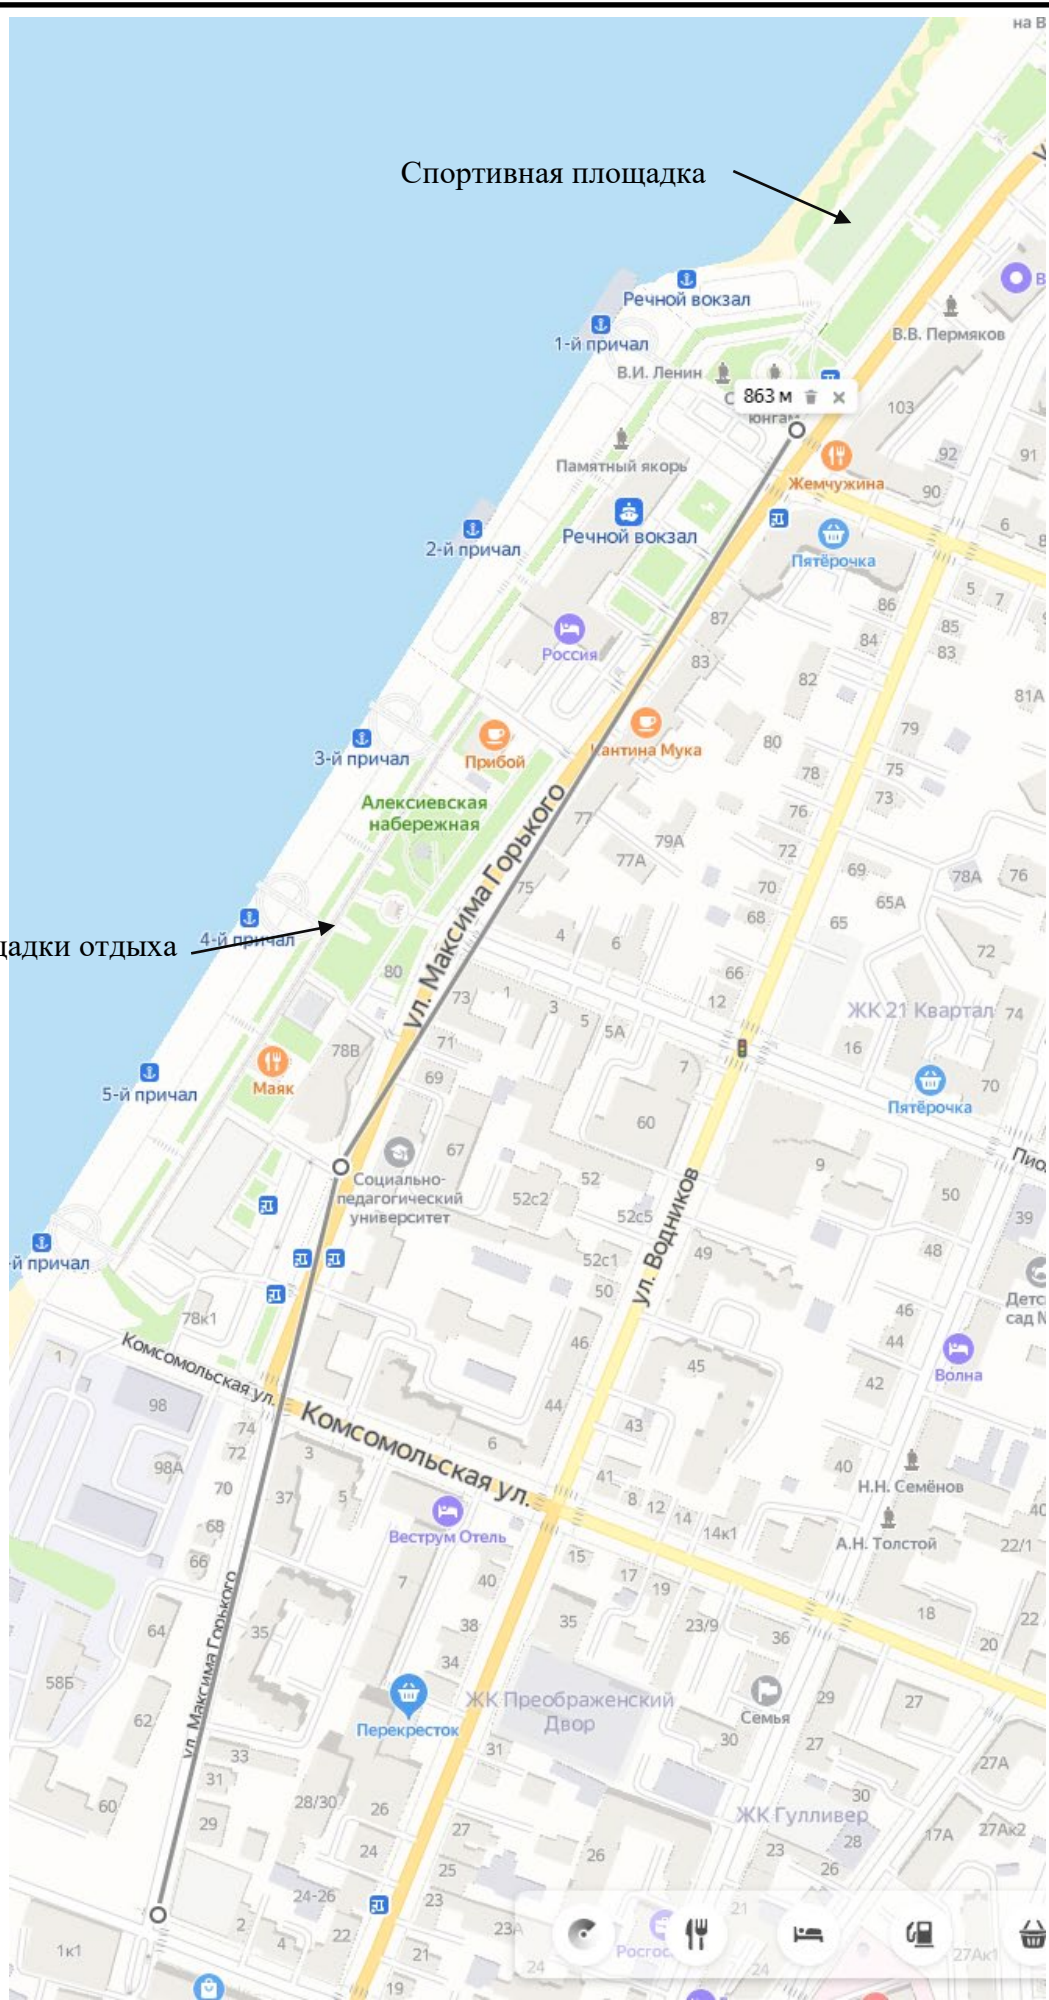 на В
Спортивная площадка
Речной вокзал
1-й причал
В
В.В. Пермяков
В.И. Ленин
863 м
С
юнгам
103
Памятный якорь
Жемчужина
92
91
90
Речной вокзал
2-й причал
Пятёрочка
6
8
86
5
7
87
84
85
83
Россия
83
82
81А
3-й причал
Прибой
Кантина Мука
80
79
78
75
Алексиевская
набережная
ул. Максима Горького
77
76
73
79А
77А
72
69
78А
76
75
70
65А
68
65
4-й причал
щадки отдыха
4
6
72
80
66
73
1
3
12
ЖК 21 Квартал
74
5
5А
71
78В
16
7
69
Маяк
5-й причал
70
Пятёрочка
60
67
Социально-
педагогический
университет
9
Пио
52
52с2
50
52с5
39
-й причал
ул. Водников
49
48
52с1
50
Детс
сад №
78к1
46
46
44
Комсомольская ул.
1
45
Волна
42
98
44
Комсомольская ул.
74
43
72
3
6
98А
41
40
Н.Н. Семёнов
70
37
5
8
12
40
14
68
Веструм Отель
14к1
А.Н. Толстой
22/1
66
15
17
7
40
19
ул. Максима Горького
64
35
38
35
23/9
18
22
36
20
34
58Б
ЖК Преображенский
Двор
29
27
62
Перекресток
Семья
30
31
27
33
27А
31
28/30
26
30
60
29
27
ЖК Гулливер
17А
27Ак2
28
24
23
26
25
26
24-26
23
21
2
22
23А
4
1к1
21
Росгос
27Ак1
24
24
19